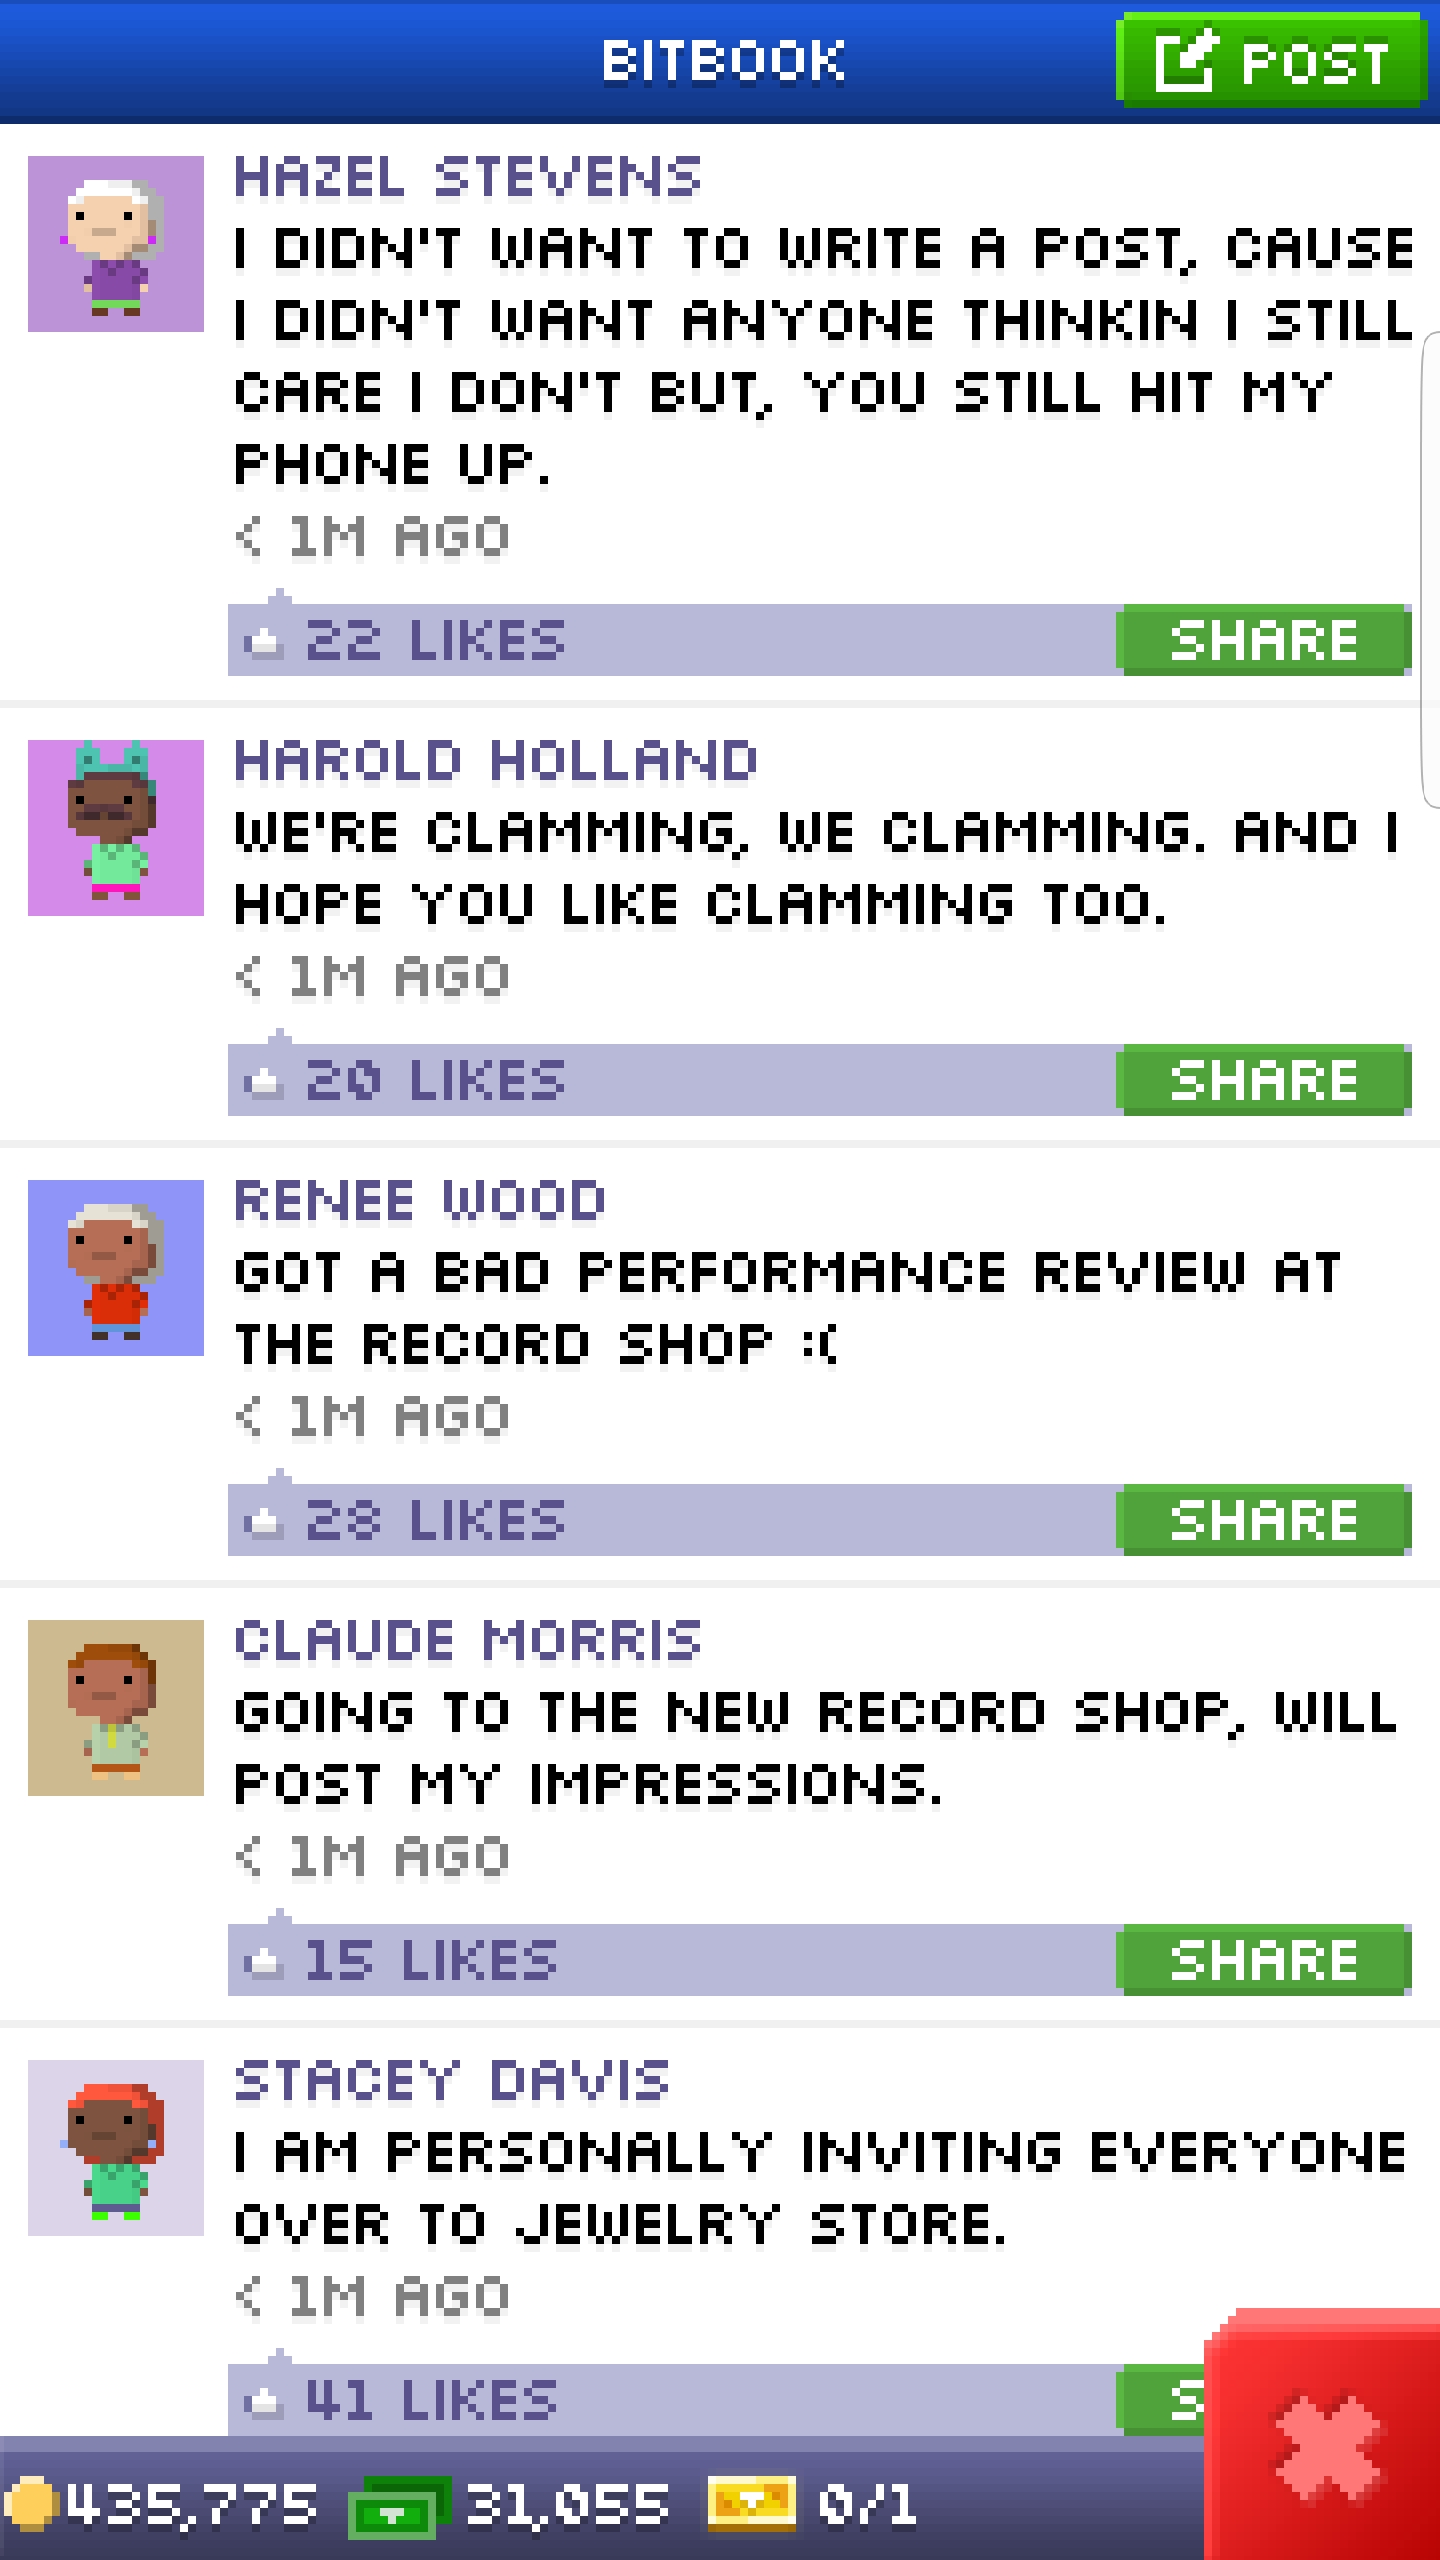 BITBOOK
POST
HAZEL STEVENS
I DIDN'T WANT TO WRITE A POST, CAUSE
I DIDN'T WANT ANYONE THINKIN I STILL
CARE I DON'T BUT, YOU STILL HIT MY
PHONE UP.
< 1M AGO
22 LIKES
SHARE
HAROLD HOLLAND
WE'RE CLAMMING, WE CLAMMING. AND I
HOPE YOU LIKE CLAMMING TOO.
< 1M AGO
20 LIKES
SHARE
RENEE WOOD
GOT A BAD PERFORMANCE REVIEW AT
THE RECORD SHOP :(
< 1M AGO
28 LIKES
SHARE
CLAUDE MORRIS
GOING TO THE NEW RECORD SHOP, WILL
POST MY IMPRESSIONS.
< 1M AGO
15 LIKES
SHARE
STACEY DAVIS
I AM PERSONALLY INVITING EVERYONE
OVER TO JEWELRY STORE.
< 1M AGO
41 LIKES
S
435,775
31,055
0/1